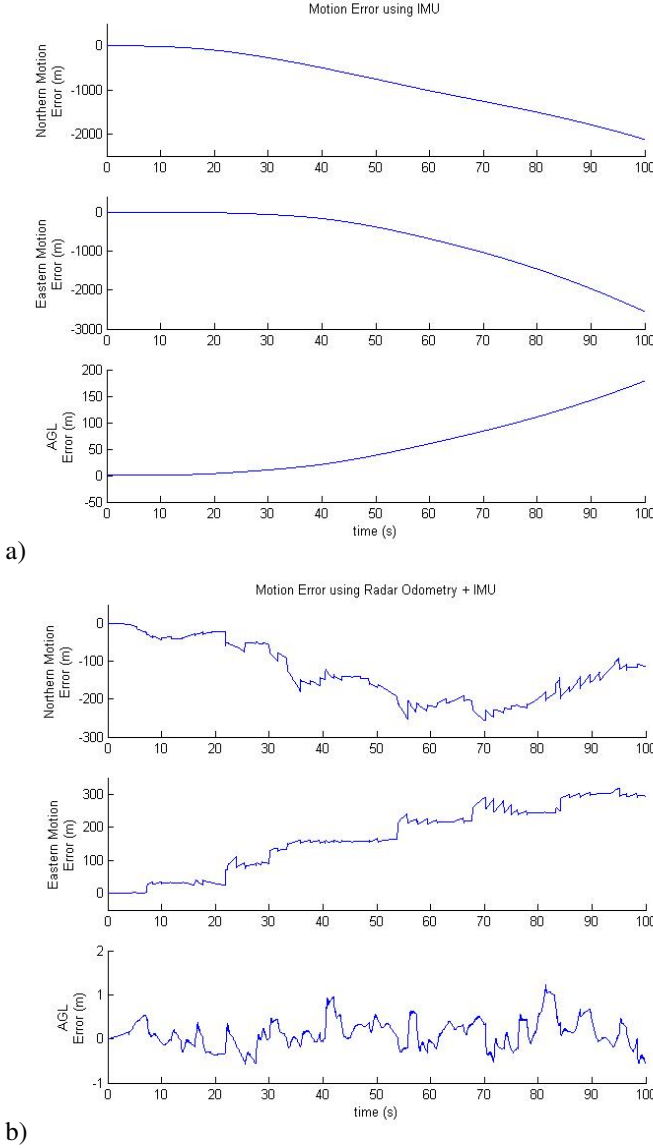 Motion Error using IMU
Northern Motion
Error (m)
0
-1000
-2000
0 10 20 30 40 50 60 70 80 90 100
Eastern Motion
Error (m)
0
-1000
-2000
-3000
0 10 20 30 40 50 60 70 80 90 100
AGL
Error (m)
200
150
100
50
0
-50
0 10 20 30 40 50 60 70 80 90 100
time (s)
a)
Motion Error using Radar Odometry + IMU
Northern Motion
Error (m)
0
-100
-200
-300
0 10 20 30 40 50 60 70 80 90 100
Eastern Motion
Error (m)
300
200
100
0
0 10 20 30 40 50 60 70 80 90 100
AGL
Error (m)
2
1
0
-1
0 10 20 30 40 50 60 70 80 90 100
time (s)
b)